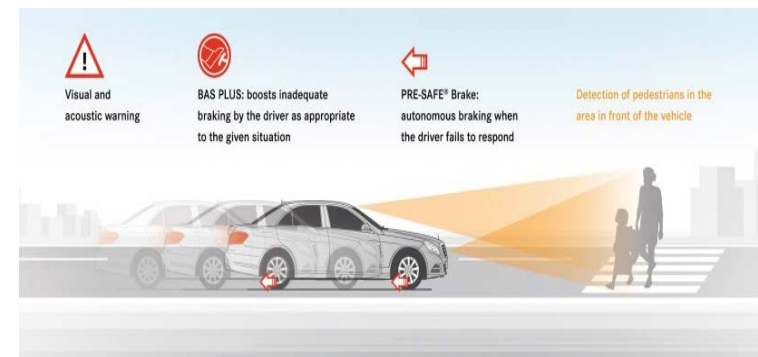 !
Visual and
acoustic warning
BAS PLUS: boosts inadequate
braking by the driver as appropriate
to the given situation
PRE-SAFE® Brake:
autonomous braking when
the driver fails to respond
Detection of pedestrians in the
area in front of the vehicle